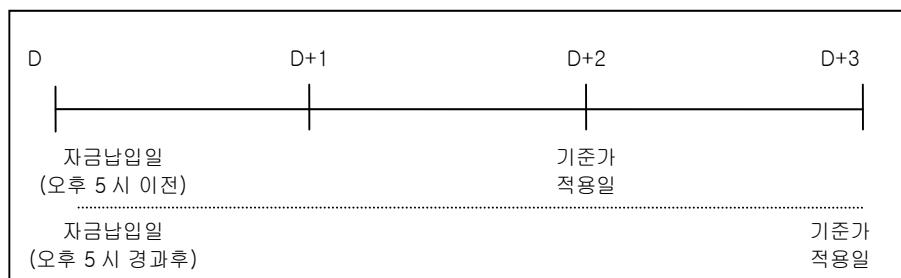 D D+1 D+2 D+3
자금납입일 기준가
(오후 5 시 이전) 적용일
자금납입일 기준가
(오후 5 시 경과후) 적용일